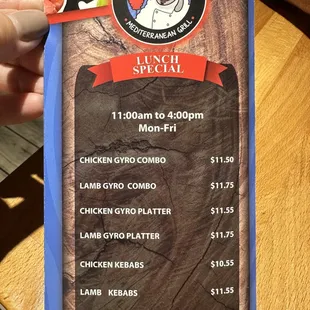 MEDITERRANEAN GRILL
LUNCH
SPECIAL
11:00am to 4:00pm
Mon-Fri
CHICKEN GYRO COMBO $11.50
LAMB GYRO COMBO $11.75
CHICKEN GYRO PLATTER $11.55
LAMB GYRO PLATTER $11.75
CHICKEN KEBABS $10.55
LAMB KEBABS $11.55